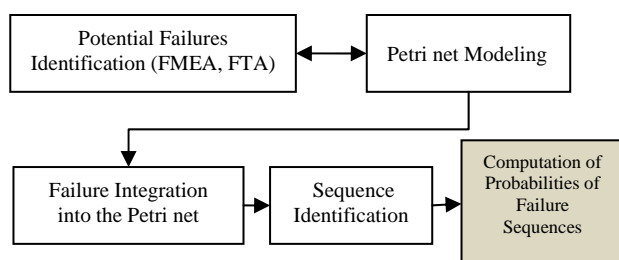 Potential Failures
Identification (FMEA, FTA)
Petri net Modeling
Failure Integration
into the Petri net
Sequence
Identification
Computation of
Probabilities of
Failure
Sequences